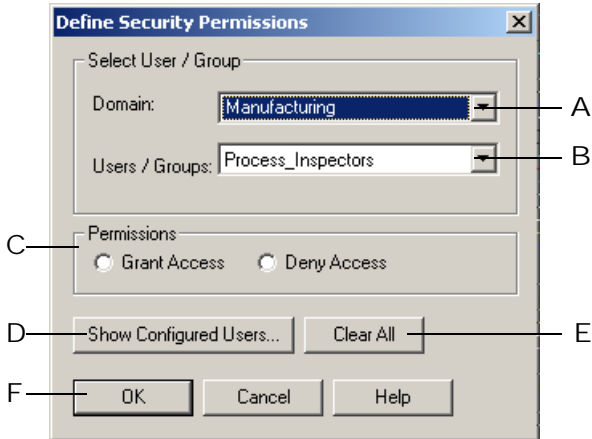 Define Security Permissions
Select User / Group
Domain: Manufacturing A
Users / Groups: Process_Inspectors B
C Permissions
Grant Access Deny Access
D Show Configured Users... Clear All E
F OK Cancel Help